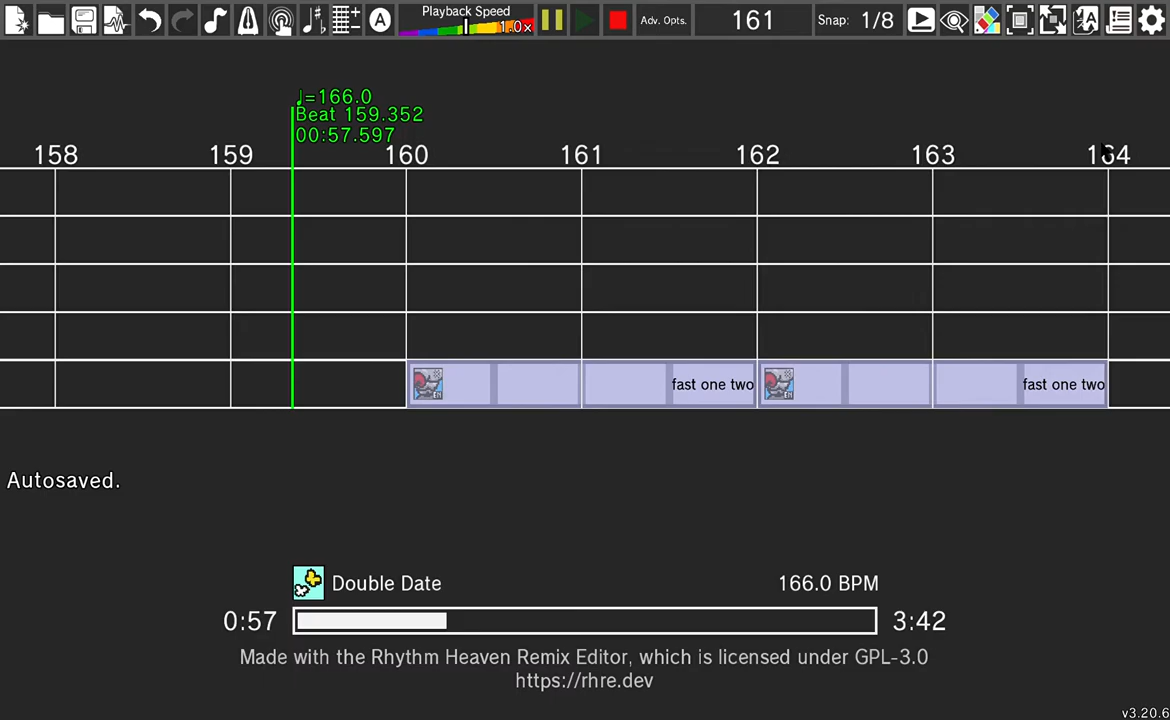 Playback Speed
1.0x
Adv. Opts.
161
Snap: 1/8
A
A
♩=166.0
Beat 159.352
00:57.597
158 159 160 161 162 163 164
fast one two fast one two
Autosaved.
Double Date 166.0 BPM
0:57 3:42
Made with the Rhythm Heaven Remix Editor, which is licensed under GPL-3.0
https://rhre.dev
v3.20.6